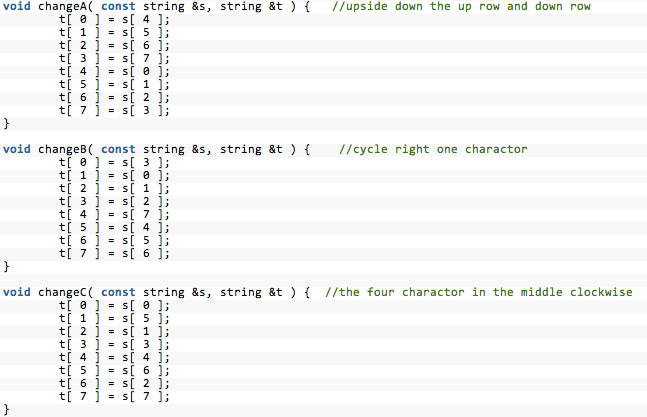 void changeA( const string &s, string &t ) {   //upside down the up row and down row
        t[ 0 ] = s[ 4 ];
        t[ 1 ] = s[ 5 ];
        t[ 2 ] = s[ 6 ];
        t[ 3 ] = s[ 7 ];
        t[ 4 ] = s[ 0 ];
        t[ 5 ] = s[ 1 ];
        t[ 6 ] = s[ 2 ];
        t[ 7 ] = s[ 3 ];
}

void changeB( const string &s, string &t ) {    //cycle right one charactor
        t[ 0 ] = s[ 3 ];
        t[ 1 ] = s[ 0 ];
        t[ 2 ] = s[ 1 ];
        t[ 3 ] = s[ 2 ];
        t[ 4 ] = s[ 7 ];
        t[ 5 ] = s[ 4 ];
        t[ 6 ] = s[ 5 ];
        t[ 7 ] = s[ 6 ];
}

void changeC( const string &s, string &t ) {  //the four charactor in the middle clockwise
        t[ 0 ] = s[ 0 ];
        t[ 1 ] = s[ 5 ];
        t[ 2 ] = s[ 1 ];
        t[ 3 ] = s[ 3 ];
        t[ 4 ] = s[ 4 ];
        t[ 5 ] = s[ 6 ];
        t[ 6 ] = s[ 2 ];
        t[ 7 ] = s[ 7 ];
}